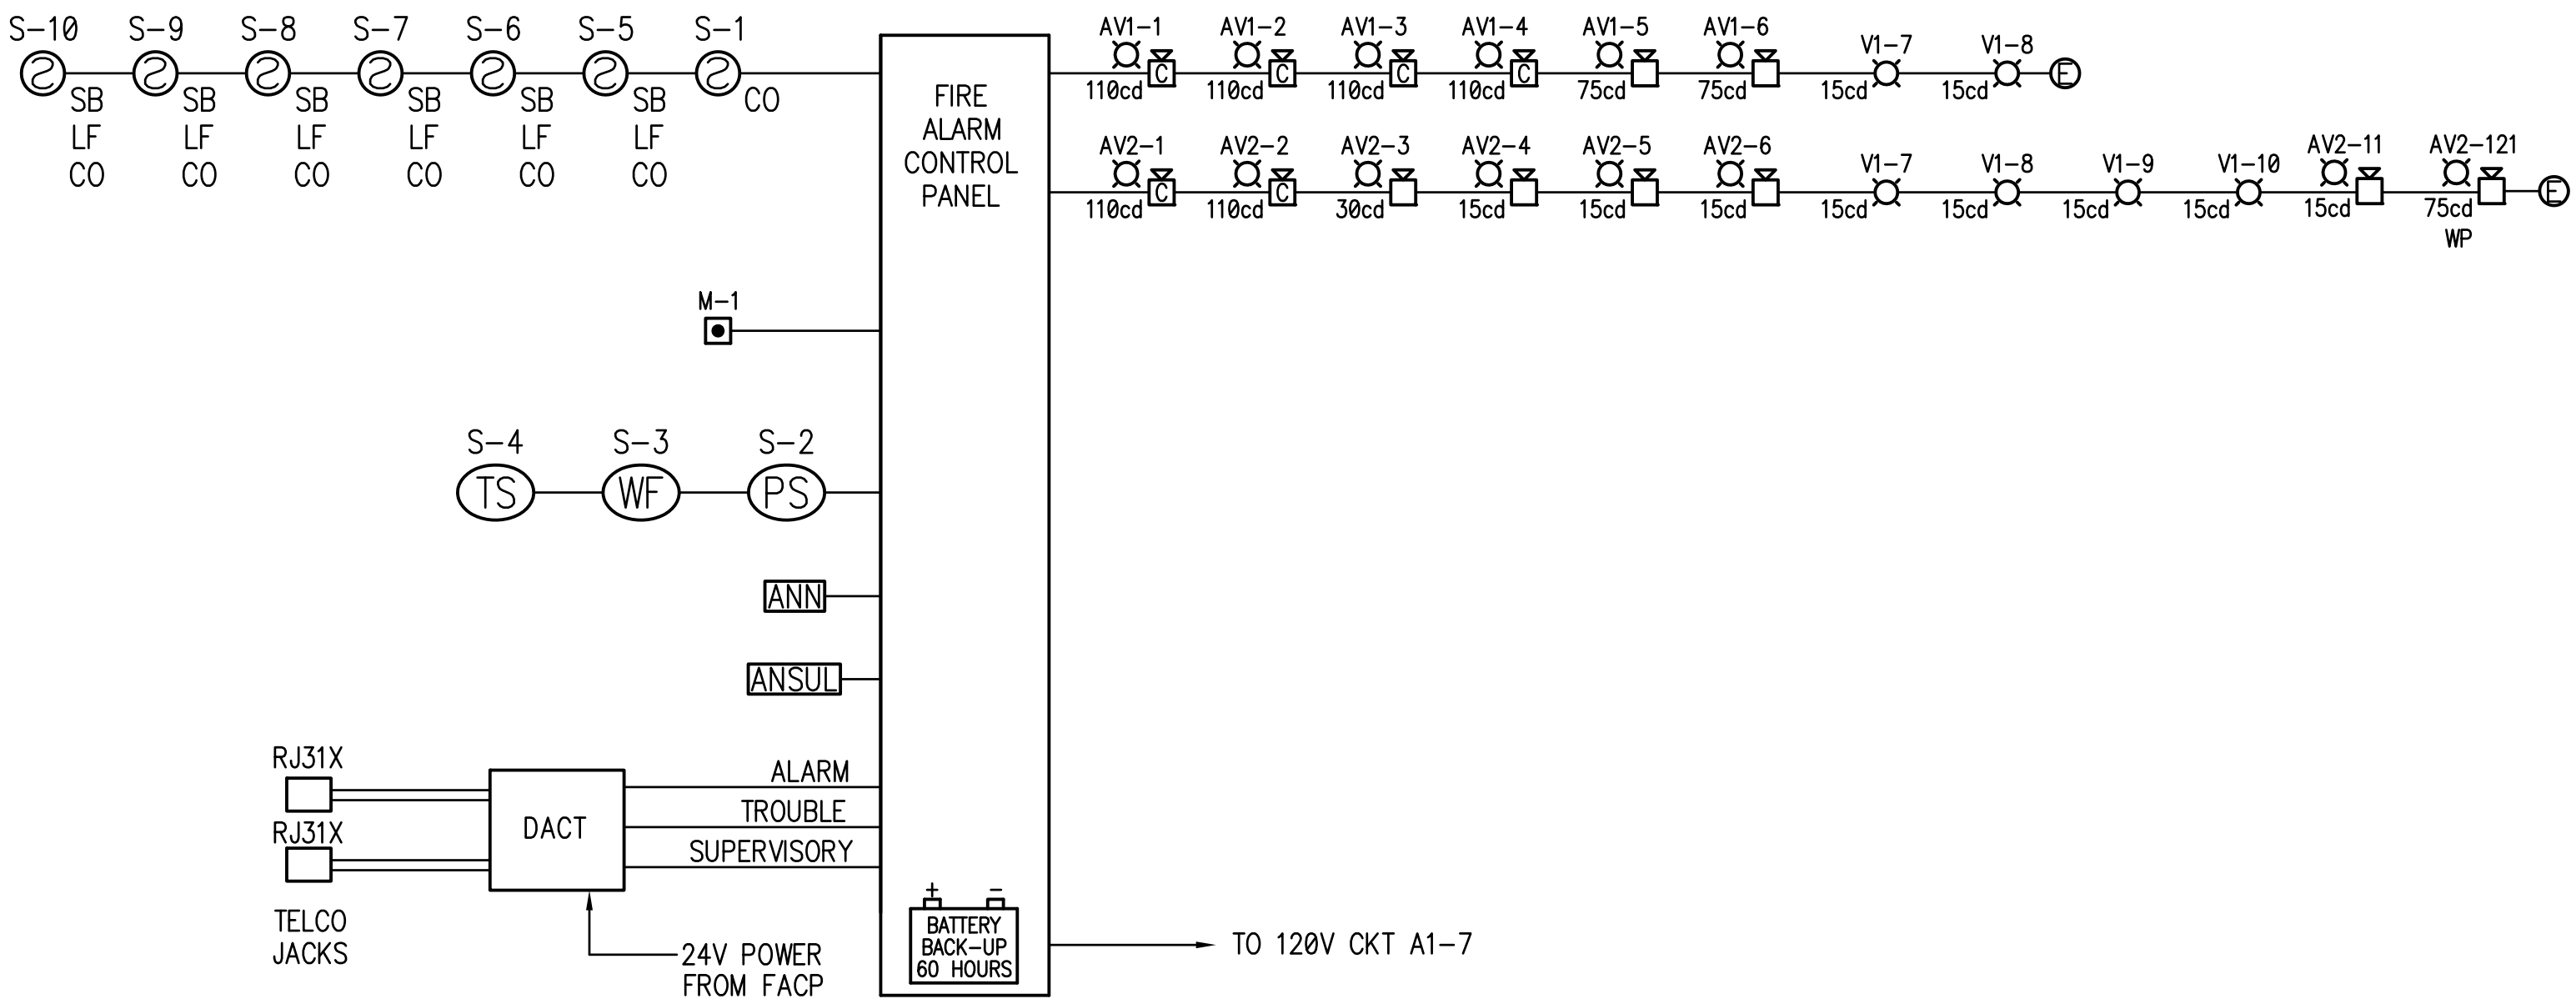 S-10 S-9 S-8 S-7 S-6 S-5 S-1
SB SB SB SB SB SB CO
LF LF LF LF LF LF
CO CO CO CO CO CO
FIRE
ALARM
CONTROL
PANEL
AV1-1 AV1-2 AV1-3 AV1-4 AV1-5 AV1-6 V1-7 V1-8
C C C C E
110cd 110cd 110cd 110cd 75cd 75cd 15cd 15cd
AV2-1 AV2-2 AV2-3 AV2-4 AV2-5 AV2-6 V1-7 V1-8 V1-9 V1-10 AV2-11 AV2-121
C C E
110cd 110cd 30cd 15cd 15cd 15cd 15cd 15cd 15cd 15cd 15cd 75cd
WP
M-1
S-4 S-3 S-2
TS WF PS
ANN
ANSUL
RJ31X
RJ31X
TELCO
JACKS
DACT
ALARM
TROUBLE
SUPERVISORY
24V POWER
FROM FACP
+ -
BATTERY
BACK-UP
60 HOURS
TO 120V CKT A1-7